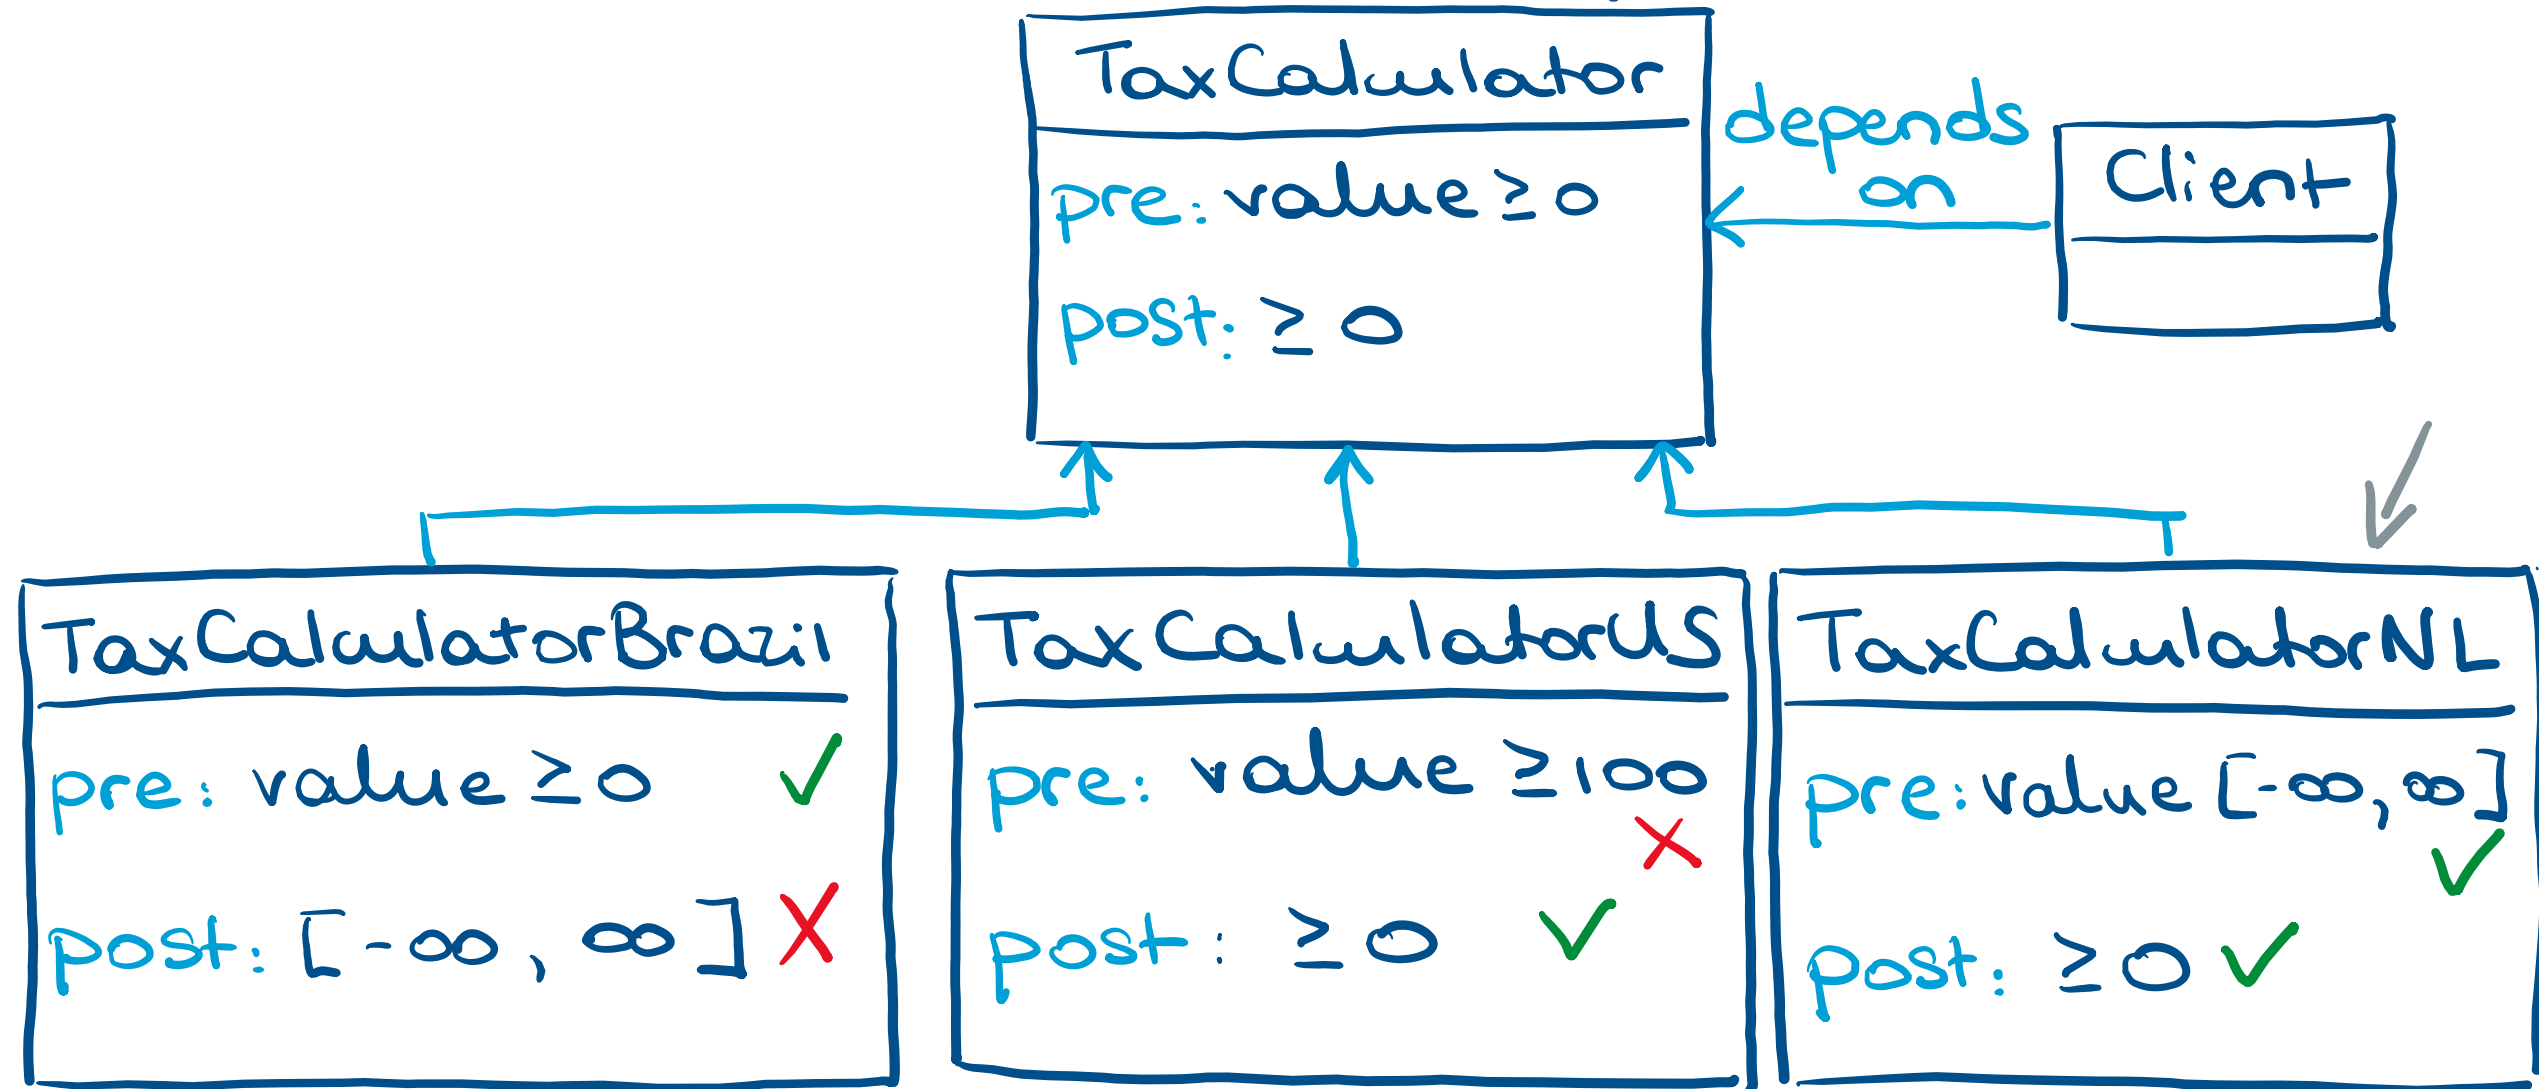 TaxCalculator
pre: value ≥ 0
post: ≥ 0
depends
on
Client
TaxCalculatorBrazil
pre: value ≥ 0
post: [-∞, ∞]
TaxCalculatorUS
pre: value ≥ 100
post: ≥ 0
TaxCalculatorNL
pre: value [-∞, ∞]
post: ≥ 0